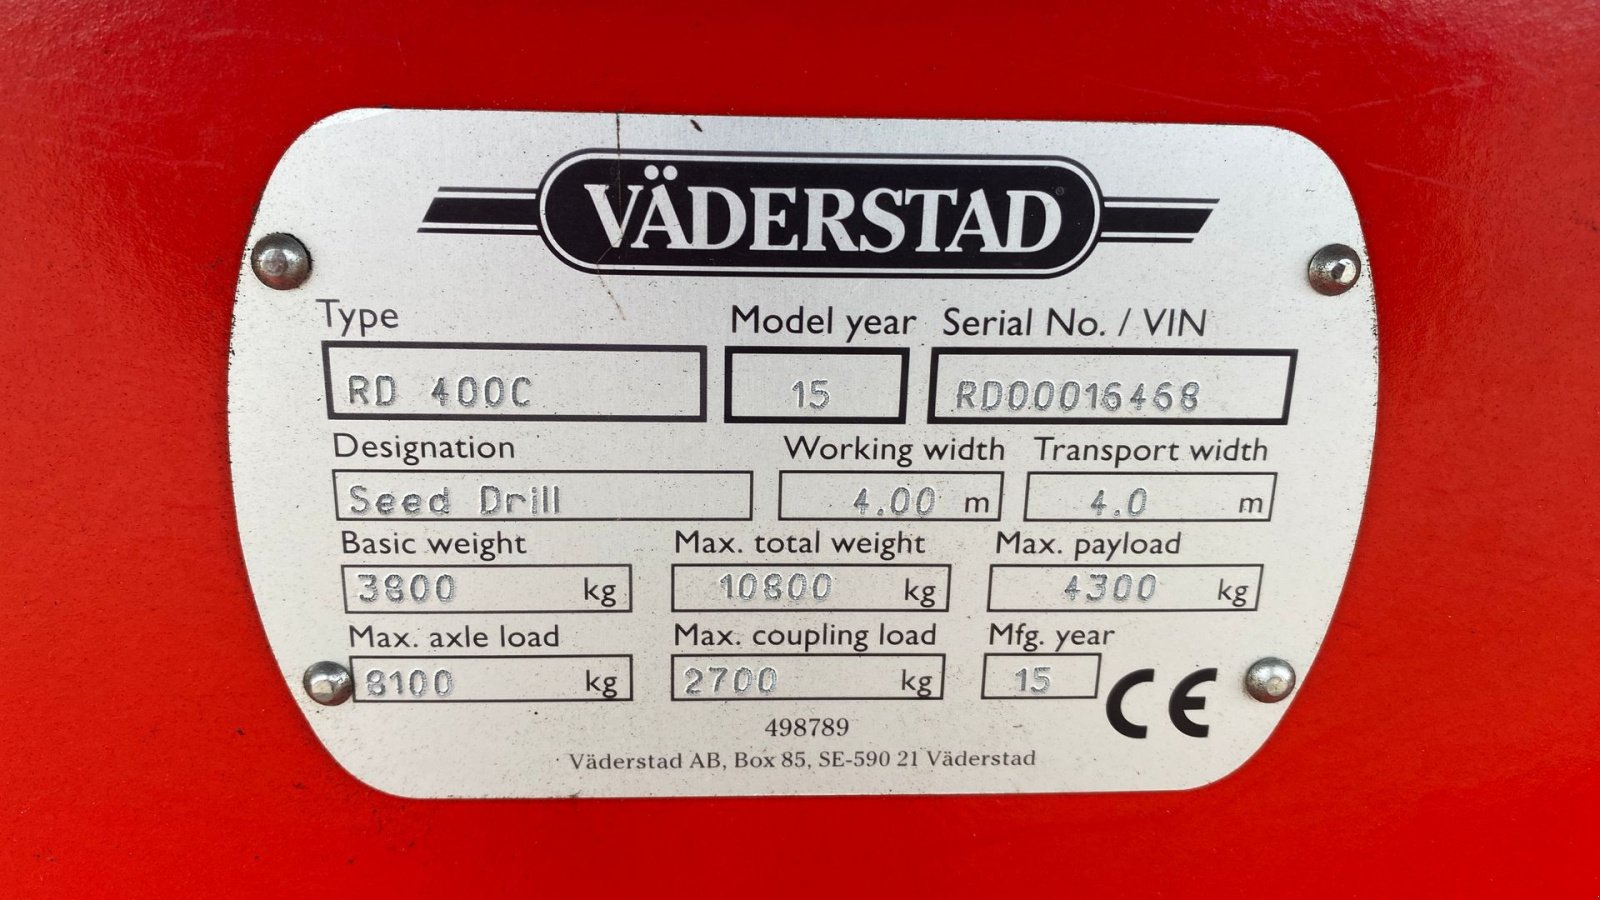 VÄDERSTAD
Type Model year Serial No. / VIN
RD 400C 15 RD00016468
Designation Working width Transport width
Seed Drill 4.00 m 4.0 m
Basic weight Max. total weight Max. payload
3800 kg 10800 kg 4300 kg
Max. axle load Max. coupling load Mfg. year
8100 kg 2700 kg 15 CE
498789
Väderstad AB, Box 85, SE-590 21 Väderstad